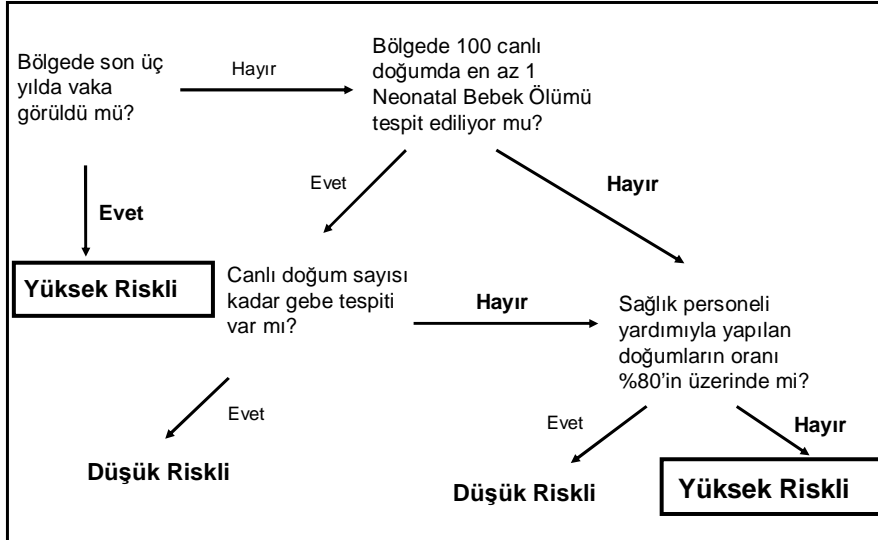 Bölgede son üç
yılda vaka
görüldü mü?
Hayır
Bölgede 100 canlı
doğumda en az 1
Neonatal Bebek Ölümü
tespit ediliyor mu?
Evet
Evet
Hayır
Yüksek Riskli
Canlı doğum sayısı
kadar gebe tespiti
var mı?
Hayır
Sağlık personeli
yardımıyla yapılan
doğumların oranı
%80'in üzerinde mi?
Evet
Evet
Hayır
Düşük Riskli
Düşük Riskli
Yüksek Riskli